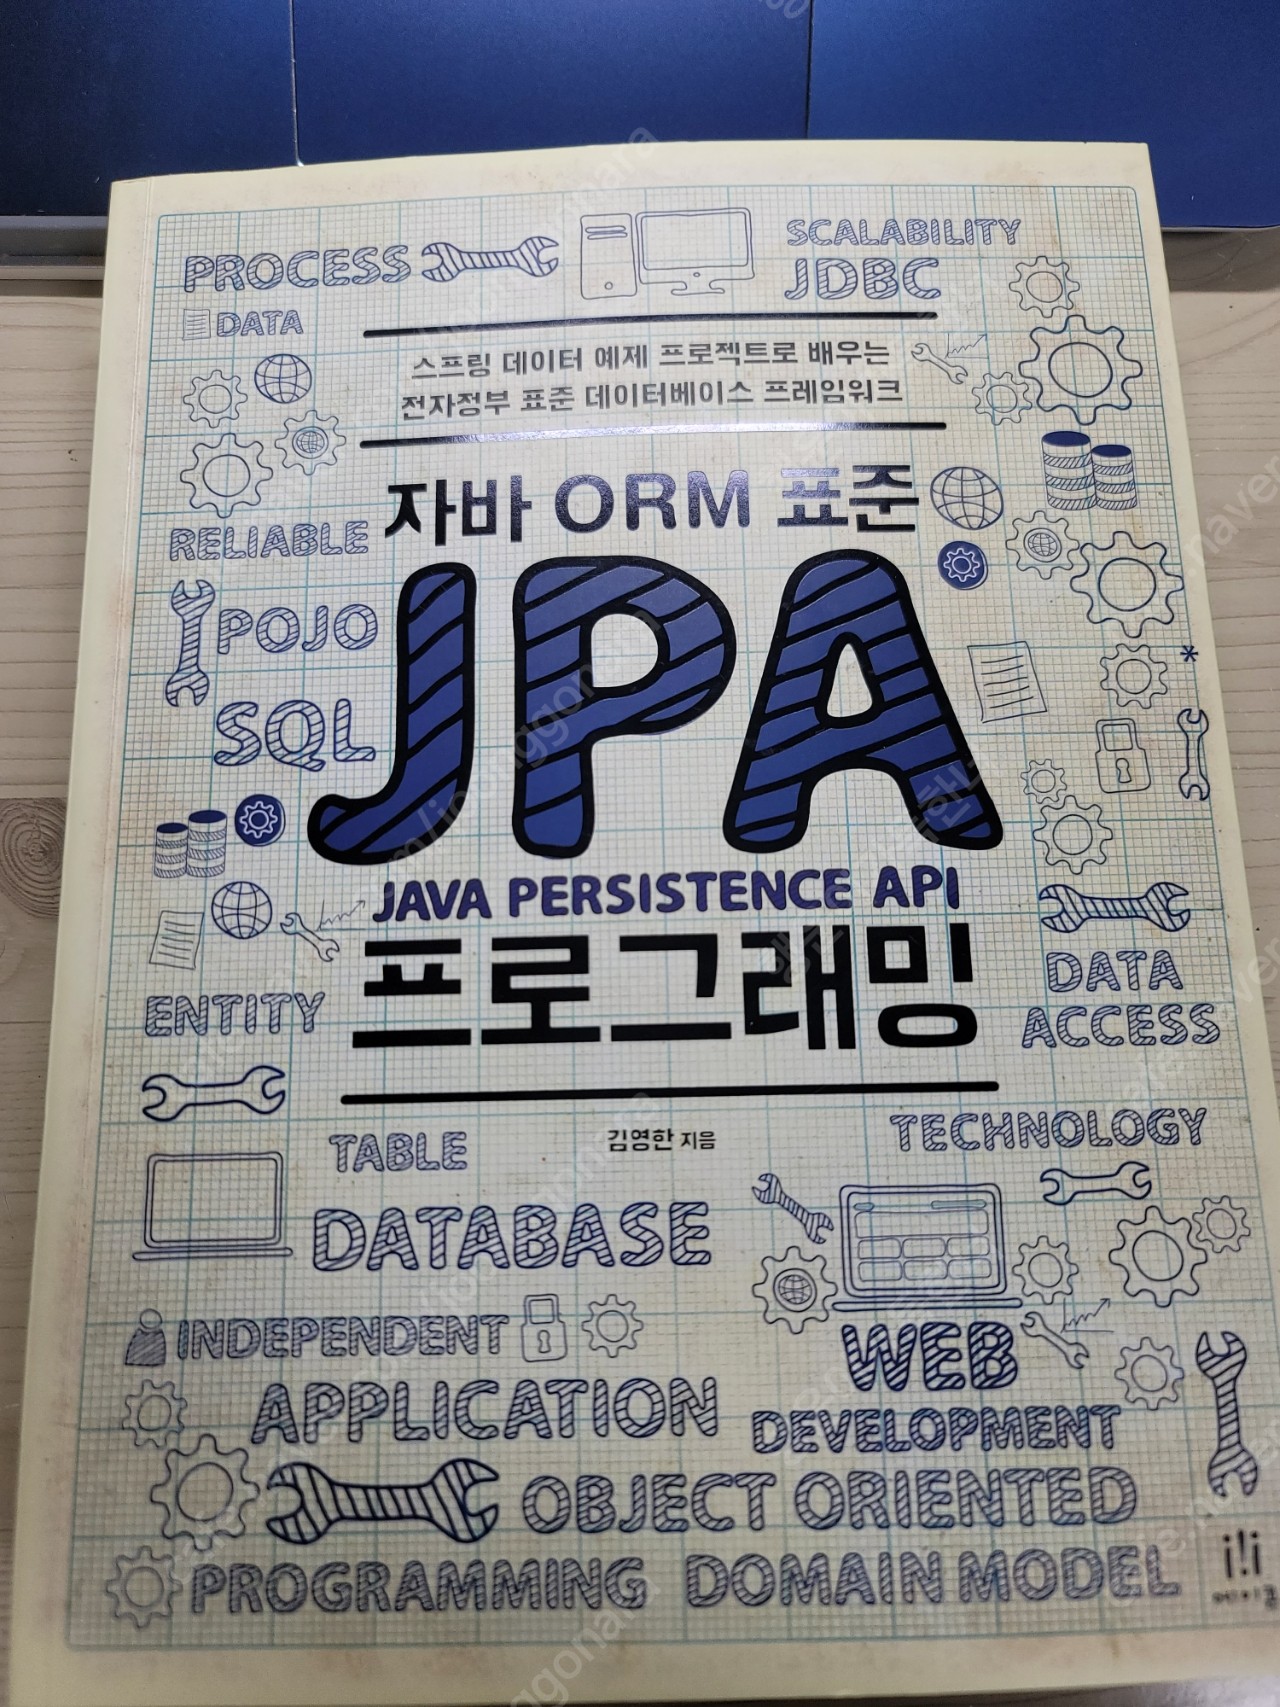 PROCESS
SCALABILITY
JDBC
DATA
스프링 데이터 예제 프로젝트로 배우는
전자정부 표준 데이터베이스 프레임워크
자바 ORM 표준
RELIABLE
POJO
SQL
JPA
JAVA PERSISTENCE API
프로그래밍
ENTITY
DATA
ACCESS
TABLE
김영한 지음
TECHNOLOGY
DATABASE
INDEPENDENT
WEB
APPLICATION
DEVELOPMENT
OBJECT ORIENTED
PROGRAMMING
DOMAIN MODEL